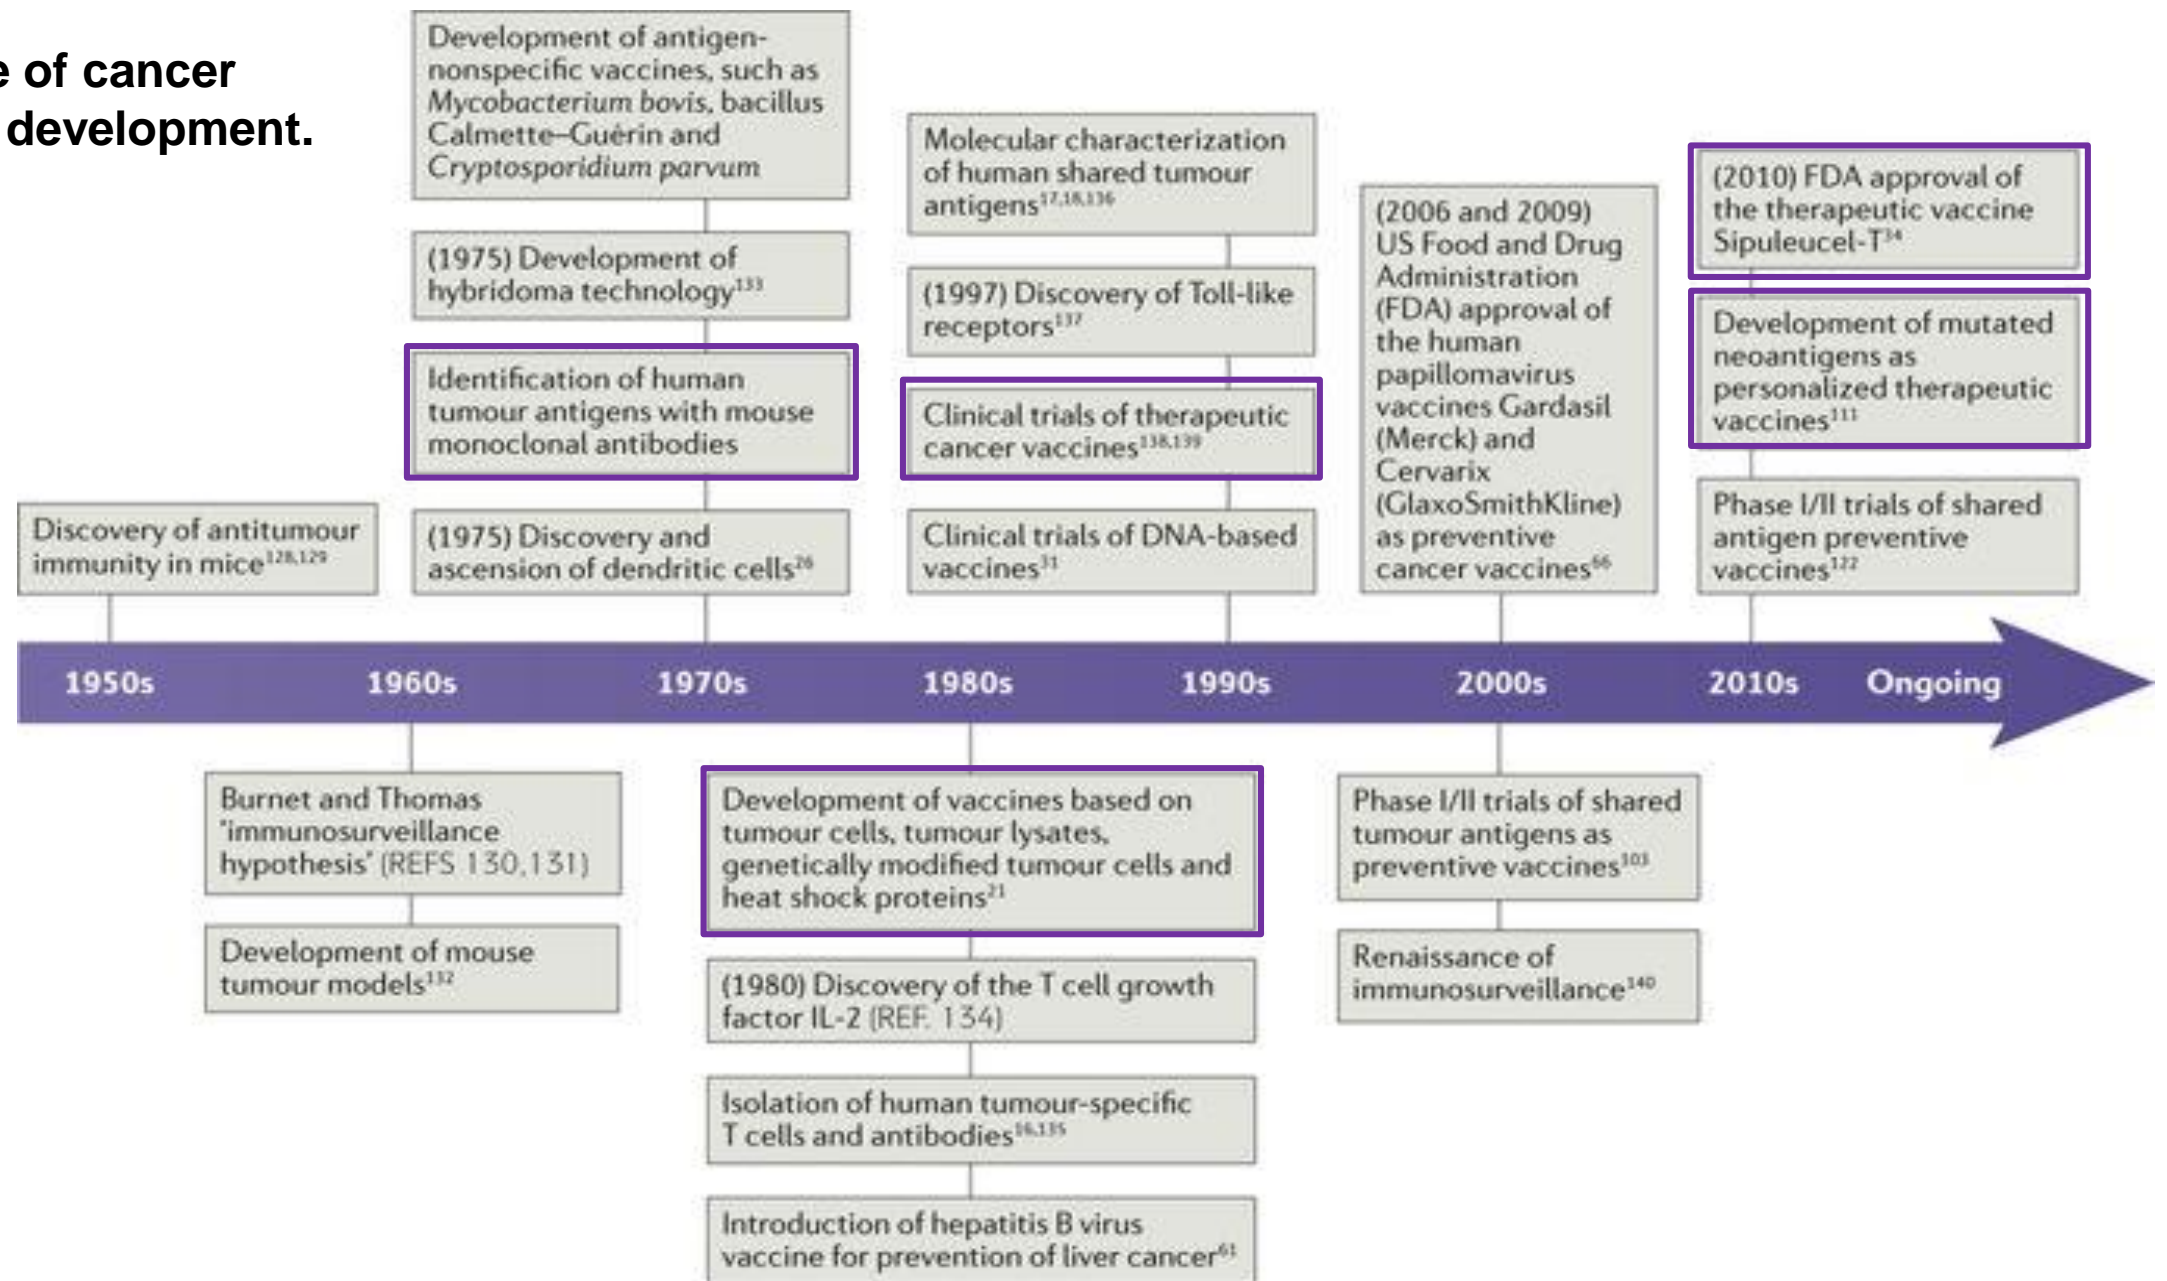 e of cancer
development.
Development of antigen-
nonspecific vaccines, such as
Mycobacterium bovis, bacillus
Calmette–Guérin and
Cryptosporidium parvum
(1975) Development of
hybridoma technology¹³³
Identification of human
tumour antigens with mouse
monoclonal antibodies
(1975) Discovery and
ascension of dendritic cells²⁶
Discovery of antitumour
immunity in mice¹²⁸,¹²⁹
Molecular characterization
of human shared tumour
antigens¹⁷,¹⁸,¹³⁶
(1997) Discovery of Toll-like
receptors¹³⁷
Clinical trials of therapeutic
cancer vaccines¹³⁸,¹³⁹
Clinical trials of DNA-based
vaccines³¹
(2006 and 2009)
US Food and Drug
Administration
(FDA) approval of
the human
papillomavirus
vaccines Gardasil
(Merck) and
Cervarix
(GlaxoSmithKline)
as preventive
cancer vaccines⁶⁶
(2010) FDA approval of
the therapeutic vaccine
Sipuleucel-T³⁴
Development of mutated
neoantigens as
personalized therapeutic
vaccines¹¹¹
Phase I/II trials of shared
antigen preventive
vaccines¹²²
1950s 1960s 1970s 1980s 1990s 2000s 2010s Ongoing
Burnet and Thomas
'immunosurveillance
hypothesis' (REFS 130,131)
Development of mouse
tumour models¹³²
Development of vaccines based on
tumour cells, tumour lysates,
genetically modified tumour cells and
heat shock proteins²¹
(1980) Discovery of the T cell growth
factor IL-2 (REF. 134)
Isolation of human tumour-specific
T cells and antibodies¹⁶,¹³⁵
Introduction of hepatitis B virus
vaccine for prevention of liver cancer⁶¹
Phase I/II trials of shared
tumour antigens as
preventive vaccines¹⁰³
Renaissance of
immunosurveillance¹⁴⁰